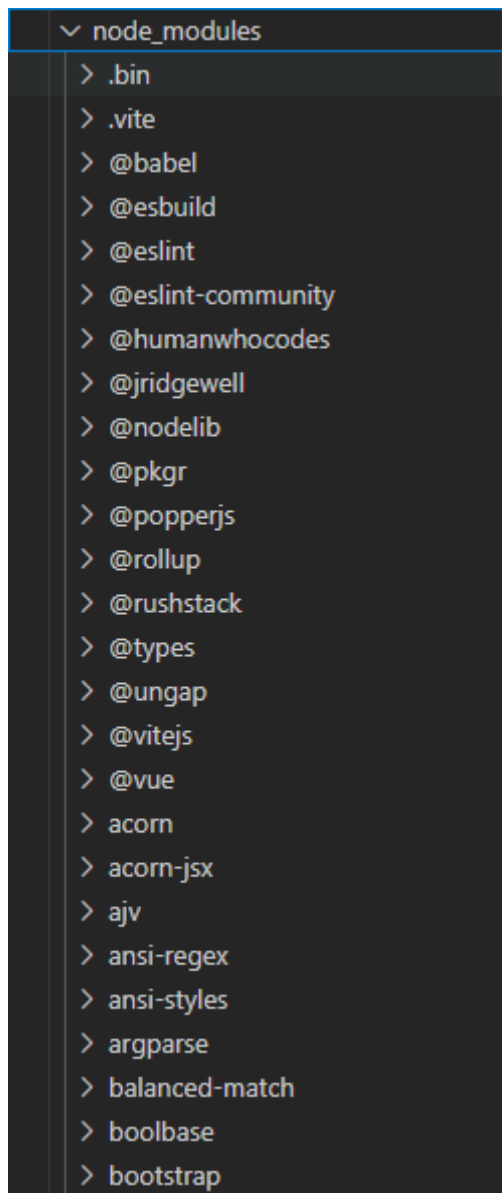 node_modules
.bin
.vite
@babel
@esbuild
@eslint
@eslint-community
@humanwhocodes
@jridgewell
@nodelib
@pkgr
@popperjs
@rollup
@rushstack
@types
@ungap
@vitejs
@vue
acorn
acorn-jsx
ajv
ansi-regex
ansi-styles
argparse
balanced-match
boolbase
bootstrap